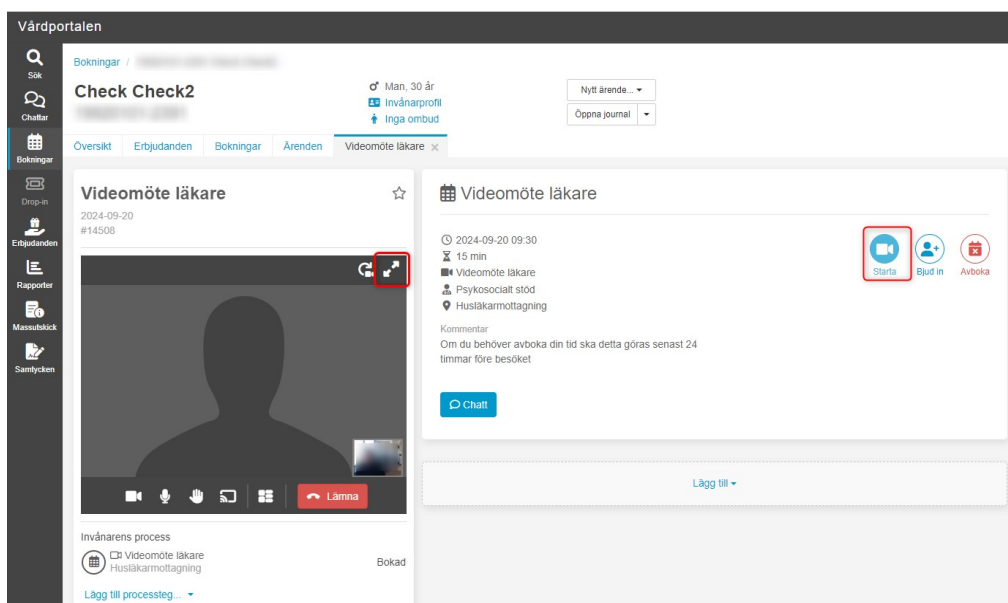 Vårdportalen
Sök
Chattar
Bokningar
Drop-in
Erbjudanden
Rapporter
Massutskick
Samtycken
Bokningar /
Check Check2
Man, 30 år
Invånarprofil
Inga ombud
Nytt ärende...
Öppna journal
Översikt Erbjudanden Bokningar Ärenden Videomöte läkare
Videomöte läkare
2024-09-20
#14508
Lämna
Invånarens process
Videomöte läkare
Husläkarmottagning
Bokad
Lägg till processteg...
Videomöte läkare
2024-09-20 09:30
15 min
Videomöte läkare
Psykosocialt stöd
Husläkarmottagning
Kommentar
Om du behöver avboka din tid ska detta göras senast 24
timmar före besöket
Chatt
Starta Bjud in Avboka
Lägg till